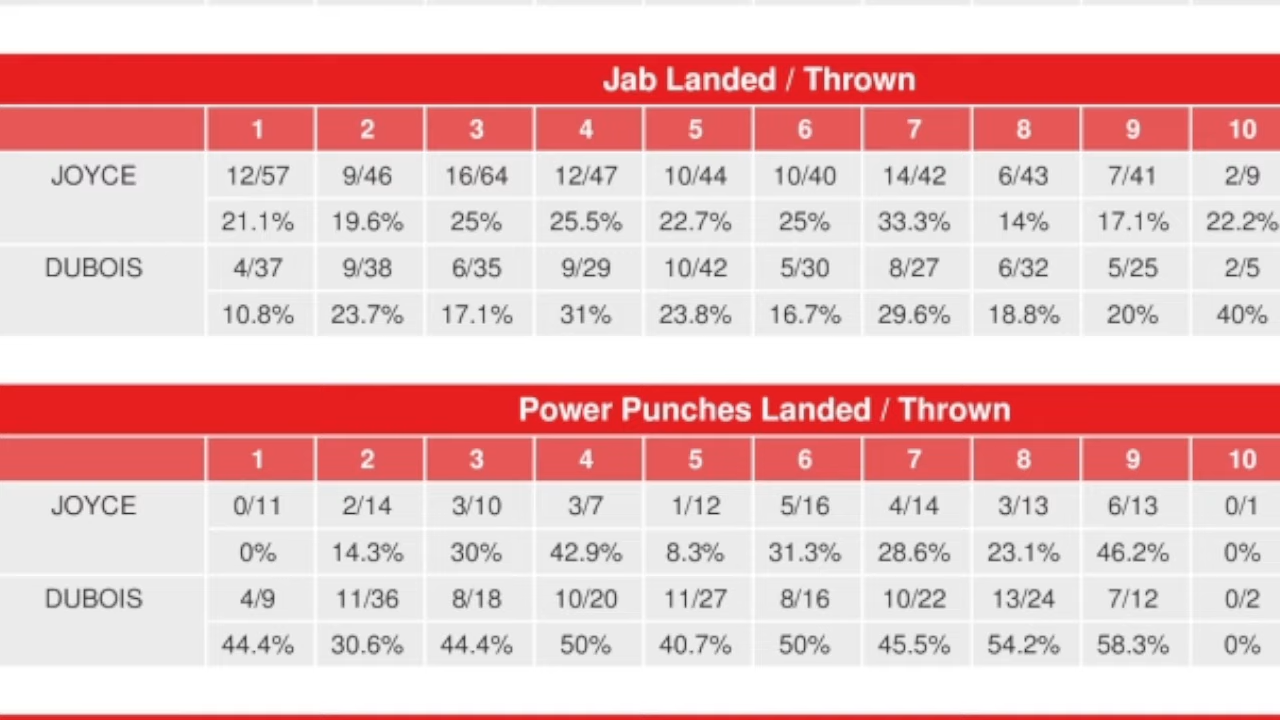 Jab Landed / Thrown
1 2 3 4 5 6 7 8 9 10
JOYCE 12/57 9/46 16/64 12/47 10/44 10/40 14/42 6/43 7/41 2/9
21.1% 19.6% 25% 25.5% 22.7% 25% 33.3% 14% 17.1% 22.2%
DUBOIS 4/37 9/38 6/35 9/29 10/42 5/30 8/27 6/32 5/25 2/5
10.8% 23.7% 17.1% 31% 23.8% 16.7% 29.6% 18.8% 20% 40%
Power Punches Landed / Thrown
1 2 3 4 5 6 7 8 9 10
JOYCE 0/11 2/14 3/10 3/7 1/12 5/16 4/14 3/13 6/13 0/1
0% 14.3% 30% 42.9% 8.3% 31.3% 28.6% 23.1% 46.2% 0%
DUBOIS 4/9 11/36 8/18 10/20 11/27 8/16 10/22 13/24 7/12 0/2
44.4% 30.6% 44.4% 50% 40.7% 50% 45.5% 54.2% 58.3% 0%